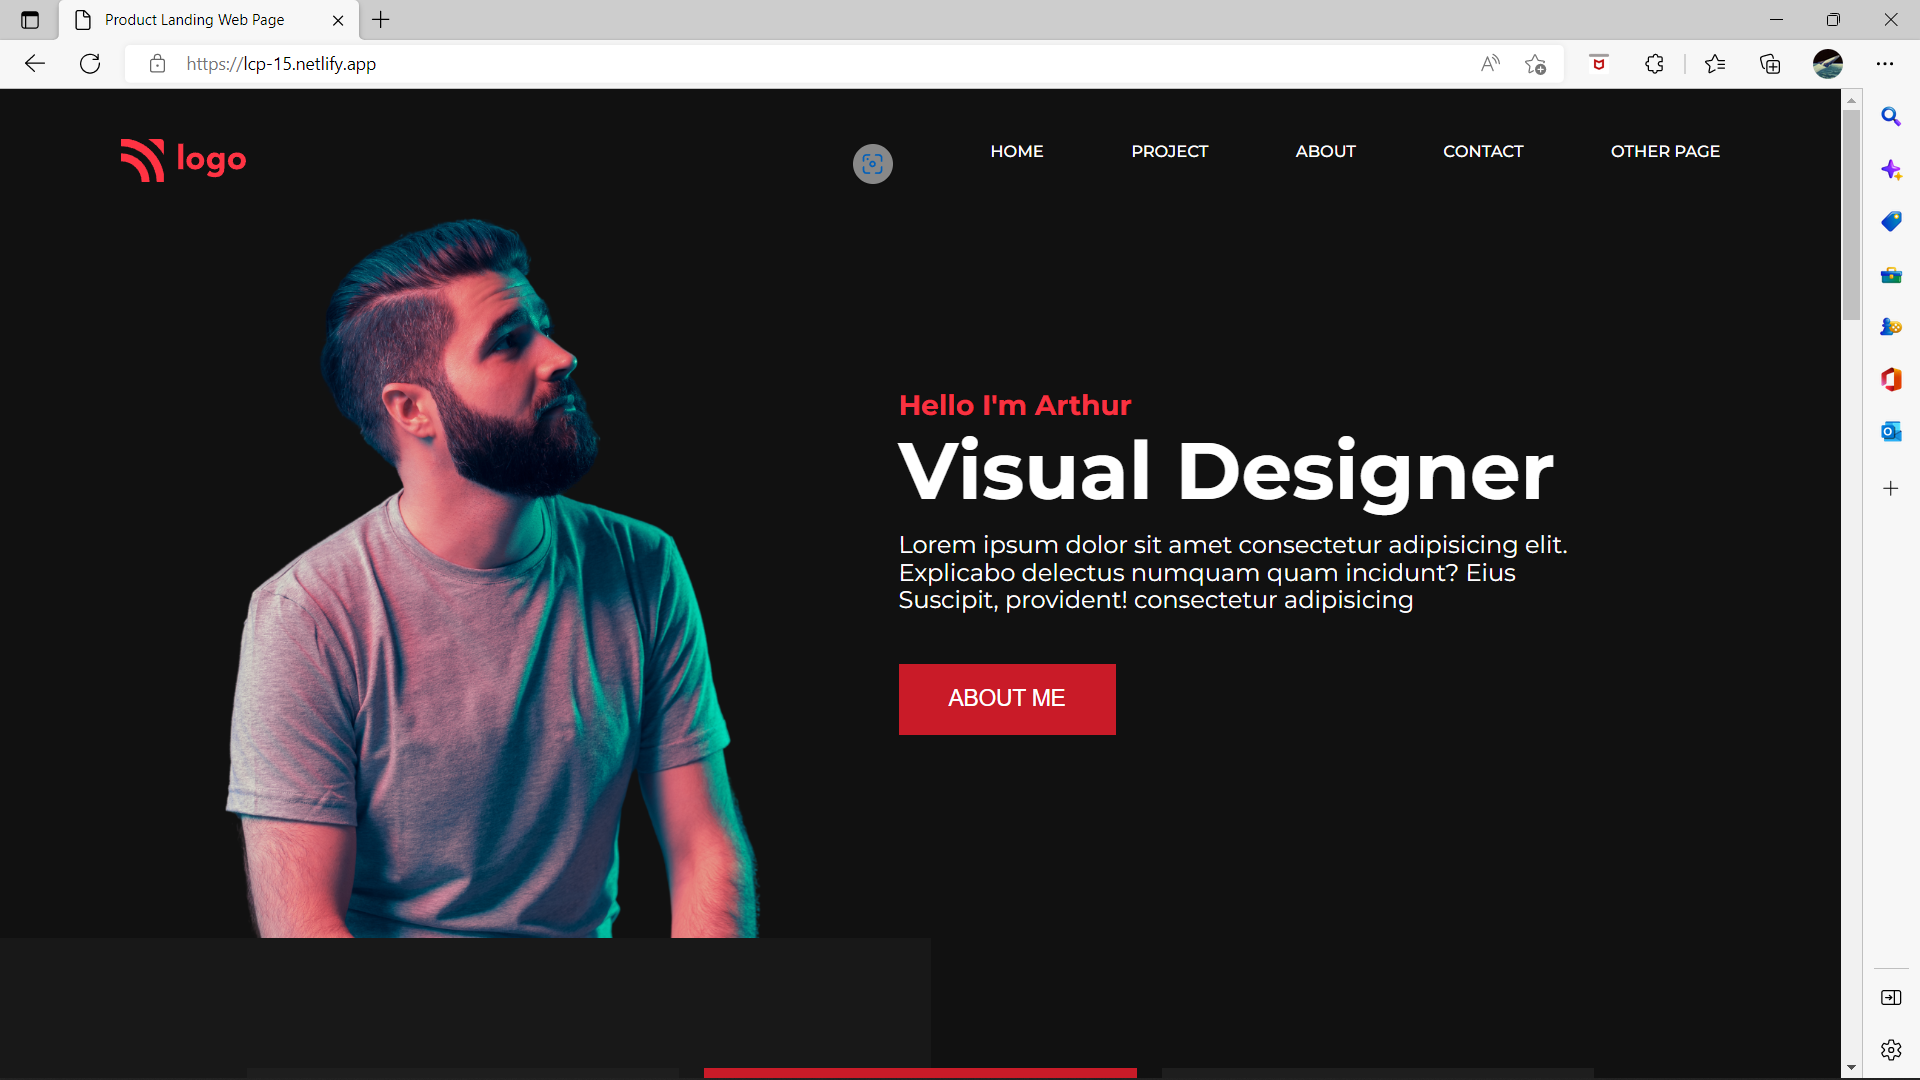 Product Landing Web Page
https://lcp-15.netlify.app
logo
HOME PROJECT ABOUT CONTACT OTHER PAGE
Hello I'm Arthur
Visual Designer
Lorem ipsum dolor sit amet consectetur adipisicing elit.
Explicabo delectus numquam quam incidunt? Eius
Suscipit, provident! consectetur adipisicing
ABOUT ME